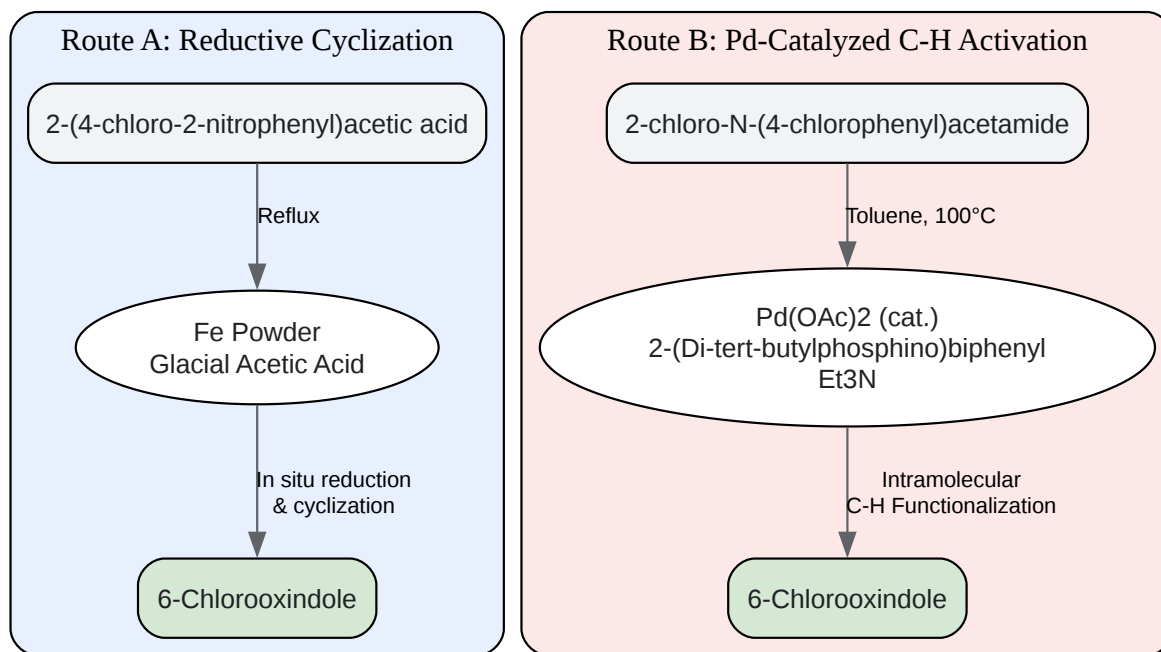 Route A: Reductive Cyclization
2-(4-chloro-2-nitrophenyl)acetic acid
Reflux
Fe Powder
Glacial Acetic Acid
In situ reduction
& cyclization
6-Chlorooxindole
Route B: Pd-Catalyzed C-H Activation
2-chloro-N-(4-chlorophenyl)acetamide
Toluene, 100°C
Pd(OAc)2 (cat.)
2-(Di-tert-butylphosphino)biphenyl
Et3N
Intramolecular
C-H Functionalization
6-Chlorooxindole